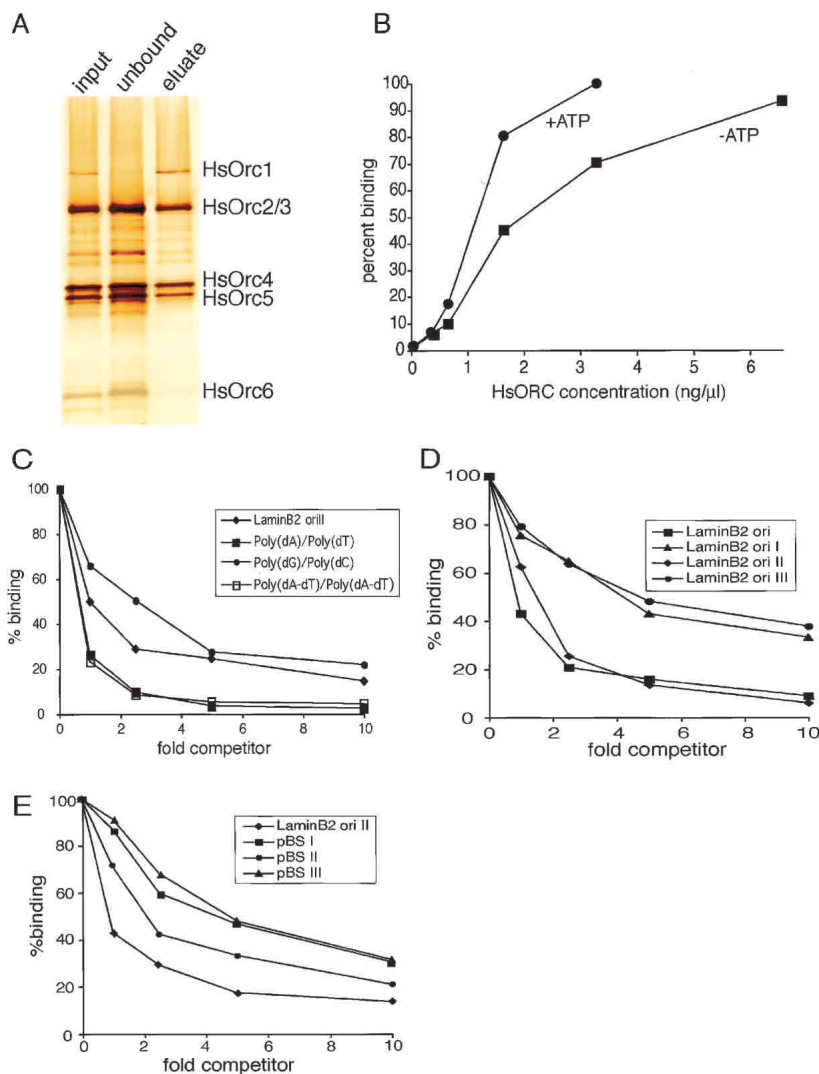 A
input
unbound
eluate
HsOrc1
HsOrc2/3
HsOrc4
HsOrc5
HsOrc6
B
percent binding
100
90
80
70
60
50
40
30
20
10
0
0 1 2 3 4 5 6
+ATP
-ATP
HsORC concentration (ng/µl)
C
% binding
100
80
60
40
20
0
0 2 4 6 8 10
fold competitor
LaminB2 oriII
Poly(dA)/Poly(dT)
Poly(dG)/Poly(dC)
Poly(dA-dT)/Poly(dA-dT)
D
% binding
100
80
60
40
20
0
0 2 4 6 8 10
fold competitor
LaminB2 ori
LaminB2 ori I
LaminB2 ori II
LaminB2 ori III
E
%binding
100
80
60
40
20
0
0 2 4 6 8 10
fold competitor
LaminB2 ori II
pBS I
pBS II
pBS III